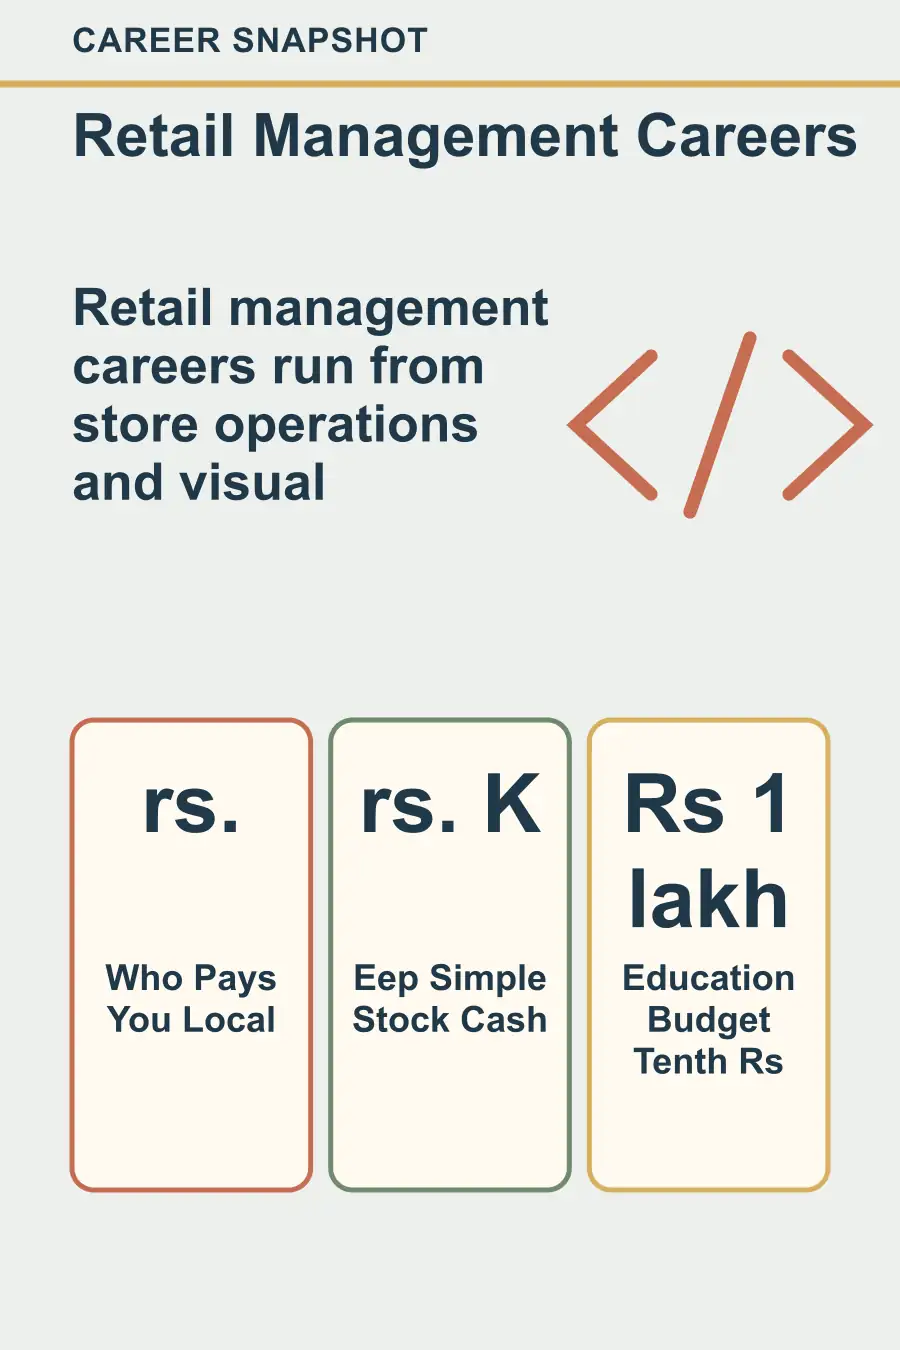 CAREER SNAPSHOT
Retail Management Careers
Retail management
careers run from
store operations
and visual
rs.
Who Pays
You Local
rs. K
Eep Simple
Stock Cash
Rs 1
lakh
Education
Budget
Tenth Rs